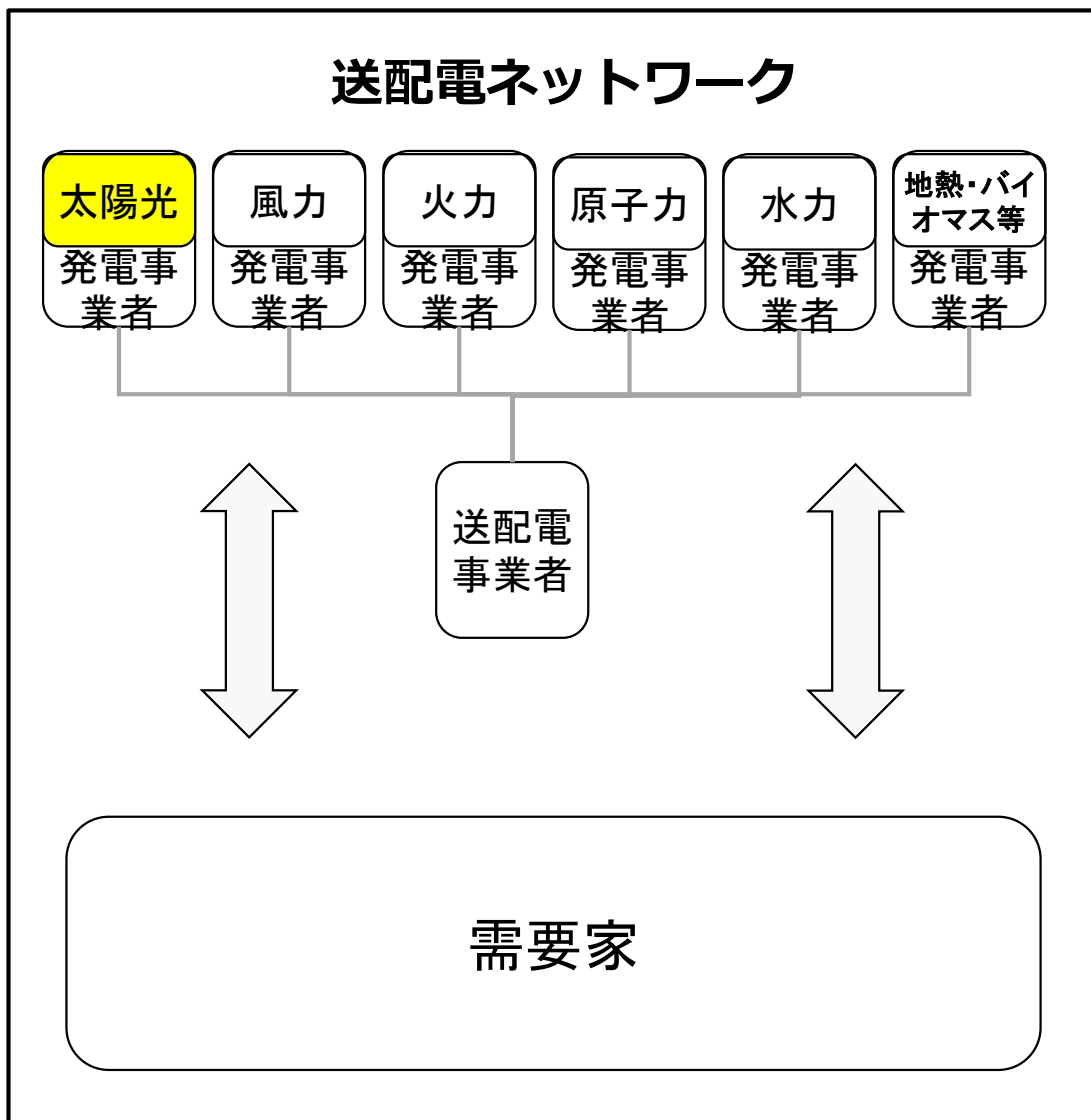 送配電ネットワーク
太陽光
発電事
業者
風力
発電事
業者
火力
発電事
業者
原子力
発電事
業者
水力
発電事
業者
地熱・バイ
オマス等
発電事
業者
送配電
事業者
需要家